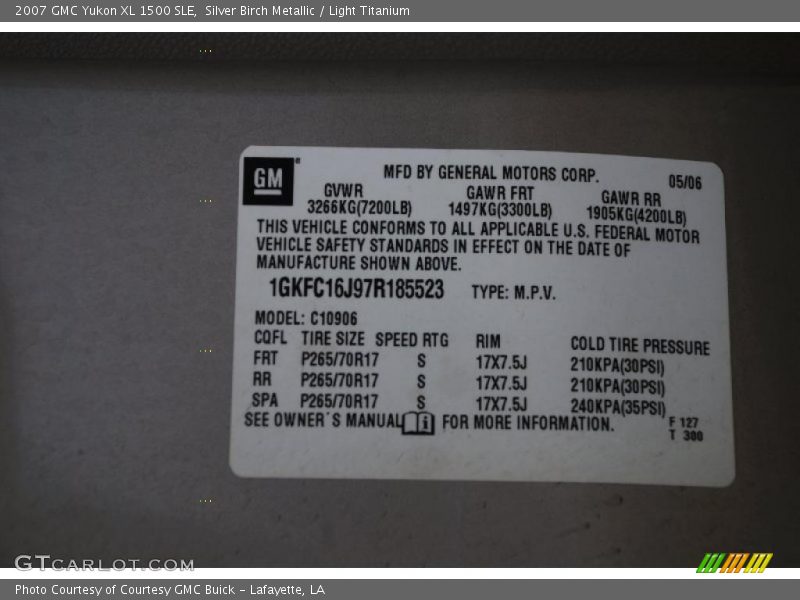 2007 GMC Yukon XL 1500 SLE,  Silver Birch Metallic / Light Titanium
GM
MFD BY GENERAL MOTORS CORP. 05/06
GVWR GAWR FRT GAWR RR
3266KG(7200LB) 1497KG(3300LB) 1905KG(4200LB)
THIS VEHICLE CONFORMS TO ALL APPLICABLE U.S. FEDERAL MOTOR
VEHICLE SAFETY STANDARDS IN EFFECT ON THE DATE OF
MANUFACTURE SHOWN ABOVE.
1GKFC16J97R185523 TYPE: M.P.V.
MODEL: C10906
CQFL TIRE SIZE SPEED RTG RIM COLD TIRE PRESSURE
FRT P265/70R17 S 17X7.5J 210KPA(30PSI)
RR P265/70R17 S 17X7.5J 210KPA(30PSI)
SPA P265/70R17 S 17X7.5J 240KPA(35PSI)
SEE OWNER'S MANUAL i FOR MORE INFORMATION.
F 127
T 300
GTCARLOT.COM
Photo Courtesy of Courtesy GMC Buick - Lafayette, LA